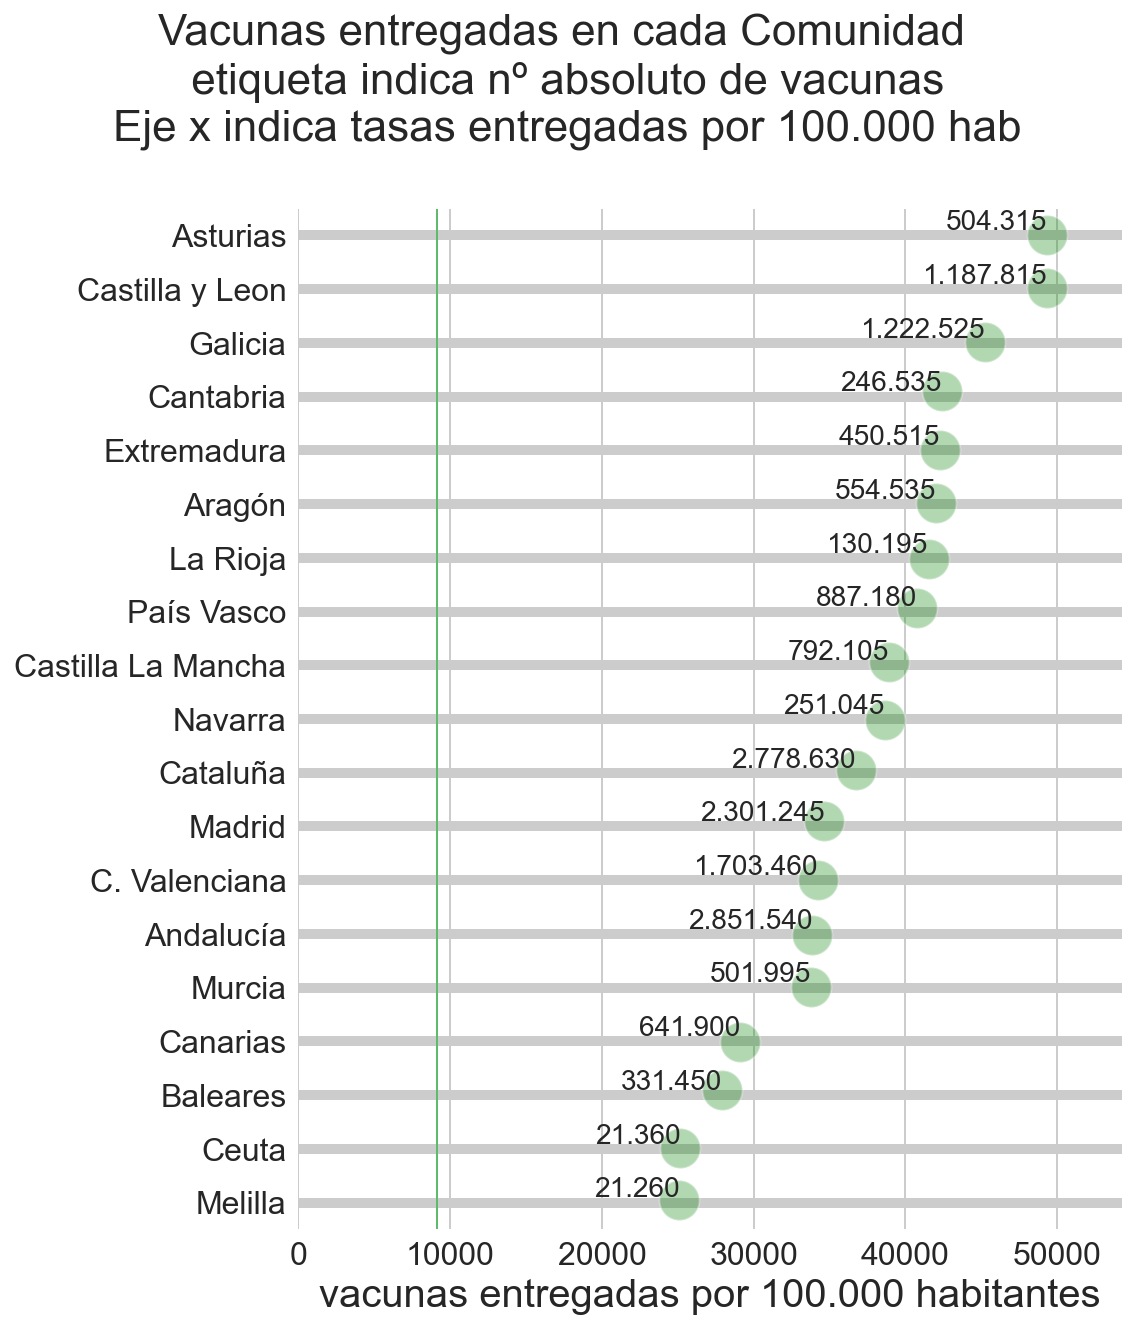 Vacunas entregadas en cada Comunidad
etiqueta indica nº absoluto de vacunas
Eje x indica tasas entregadas por 100.000 hab
Asturias 504.315
Castilla y Leon 1.187.815
Galicia 1.222.525
Cantabria 246.535
Extremadura 450.515
Aragón 554.535
La Rioja 130.195
País Vasco 887.180
Castilla La Mancha 792.105
Navarra 251.045
Cataluña 2.778.630
Madrid 2.301.245
C. Valenciana 1.703.460
Andalucía 2.851.540
Murcia 501.995
Canarias 641.900
Baleares 331.450
Ceuta 21.360
Melilla 21.260
0 10000 20000 30000 40000 50000
vacunas entregadas por 100.000 habitantes